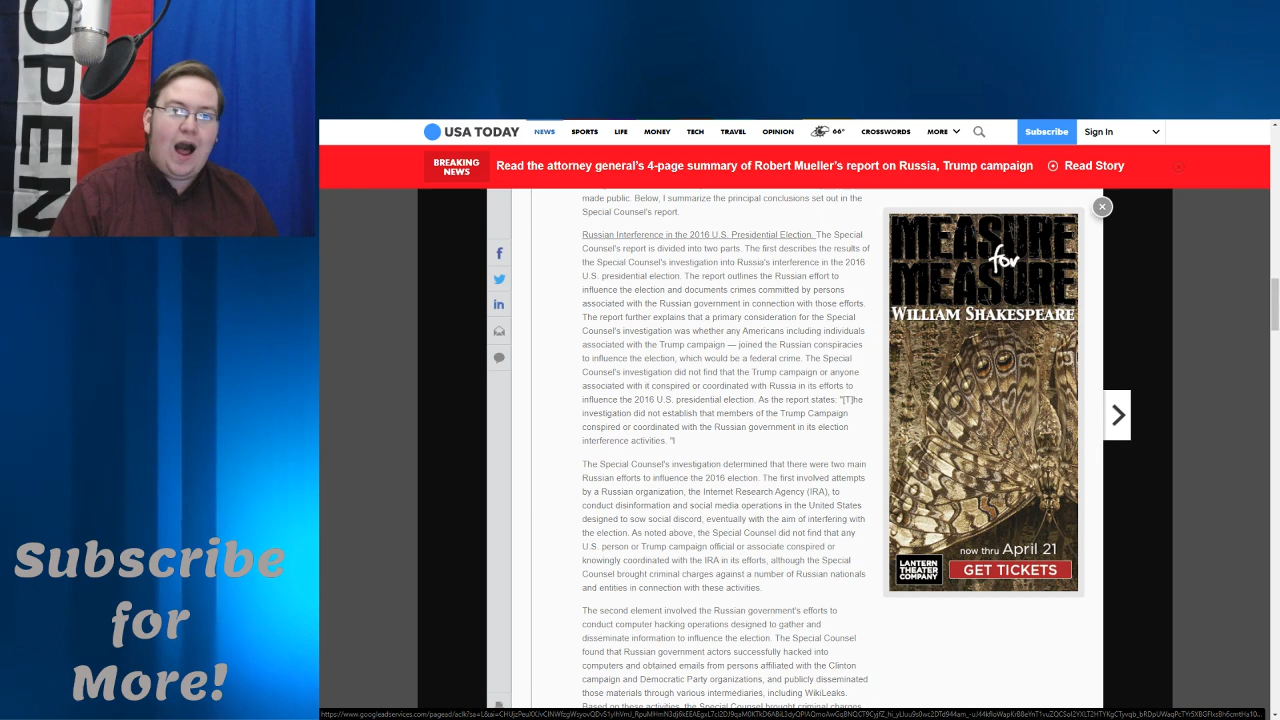 OPEN
USA TODAY
NEWS SPORTS LIFE MONEY TECH TRAVEL OPINION 66° CROSSWORDS MORE
Subscribe
Sign In
BREAKING
NEWS
Read the attorney general's 4-page summary of Robert Mueller's report on Russia, Trump campaign
Read Story
made public. Below, I summarize the principal conclusions set out in the
Special Counsel's report.
Russian Interference in the 2016 U.S. Presidential Election. The Special
Counsel's report is divided into two parts. The first describes the results of
the Special Counsel's investigation into Russia's interference in the 2016
U.S. presidential election. The report outlines the Russian effort to
influence the election and documents crimes committed by persons
associated with the Russian government in connection with those efforts.
The report further explains that a primary consideration for the Special
Counsel's investigation was whether any Americans including individuals
associated with the Trump campaign — joined the Russian conspiracies
to influence the election, which would be a federal crime. The Special
Counsel's investigation did not find that the Trump campaign or anyone
associated with it conspired or coordinated with Russia in its efforts to
influence the 2016 U.S. presidential election. As the report states: "[T]he
investigation did not establish that members of the Trump Campaign
conspired or coordinated with the Russian government in its election
interference activities. "I
The Special Counsel's investigation determined that there were two main
Russian efforts to influence the 2016 election. The first involved attempts
by a Russian organization, the Internet Research Agency (IRA), to
conduct disinformation and social media operations in the United States
designed to sow social discord, eventually with the aim of interfering with
the election. As noted above, the Special Counsel did not find that any
U.S. person or Trump campaign official or associate conspired or
knowingly coordinated with the IRA in its efforts, although the Special
Counsel brought criminal charges against a number of Russian nationals
and entities in connection with these activities.
The second element involved the Russian government's efforts to
conduct computer hacking operations designed to gather and
disseminate information to influence the election. The Special Counsel
found that Russian government actors successfully hacked into
computers and obtained emails from persons affiliated with the Clinton
campaign and Democratic Party organizations, and publicly disseminated
those materials through various intermediaries, including WikiLeaks.
Based on these activities, the Special Counsel brought criminal charges
MEASURE
for
MEASURE
WILLIAM SHAKESPEARE
now thru April 21
LANTERN
THEATER
COMPANY
GET TICKETS
Subscribe
for
More!